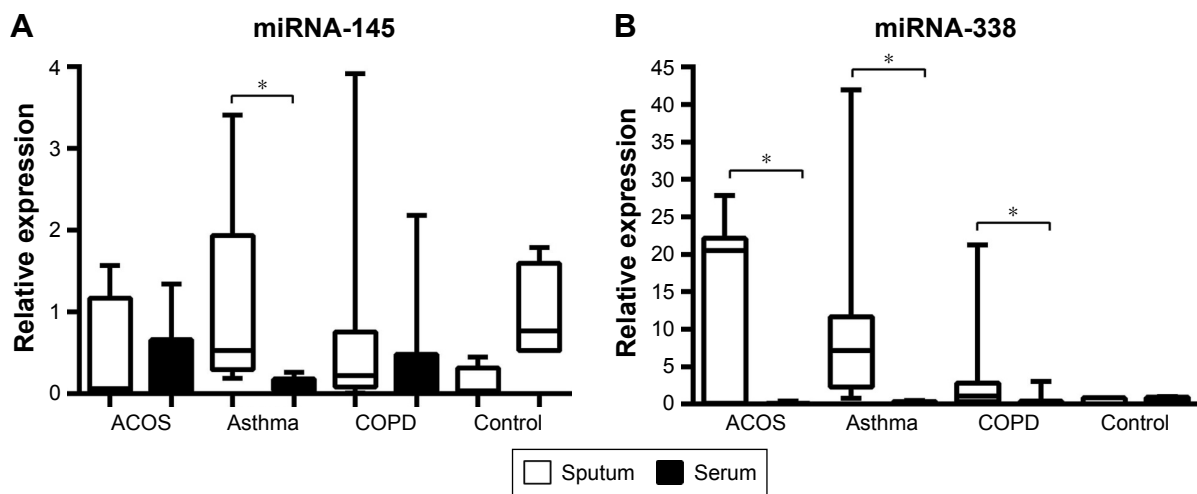 A
miRNA-145
Relative expression
4
3
2
1
0
*
ACOS
Asthma
COPD
Control
B
miRNA-338
Relative expression
45
40
35
30
25
20
15
10
5
0
*
*
*
ACOS
Asthma
COPD
Control
Sputum
Serum